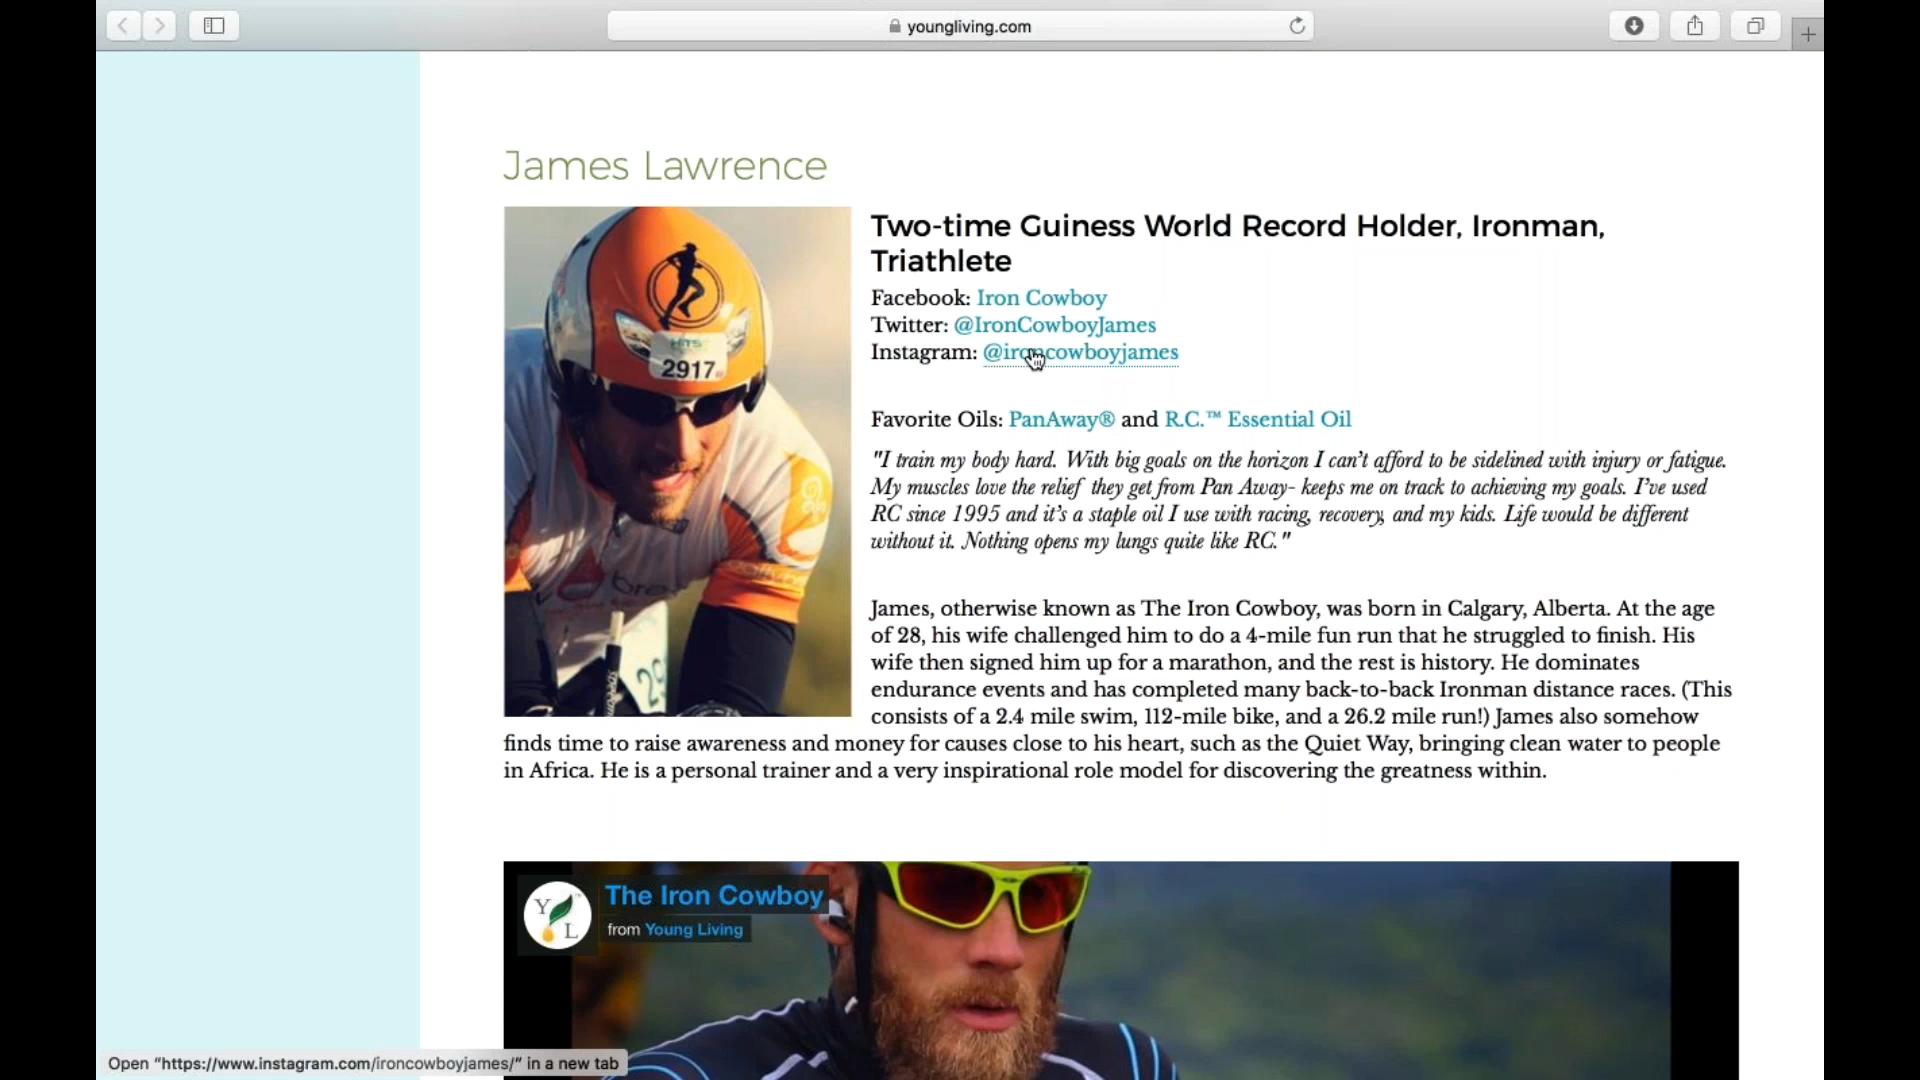 youngliving.com
James Lawrence
Two-time Guiness World Record Holder, Ironman,
Triathlete
Facebook: Iron Cowboy
Twitter: @IronCowboyJames
Instagram: @ironcowboyjames
Favorite Oils: PanAway® and R.C.™ Essential Oil
"I train my body hard. With big goals on the horizon I can't afford to be sidelined with injury or fatigue.
My muscles love the relief they get from Pan Away- keeps me on track to achieving my goals. I've used
RC since 1995 and it's a staple oil I use with racing, recovery, and my kids. Life would be different
without it. Nothing opens my lungs quite like RC."
James, otherwise known as The Iron Cowboy, was born in Calgary, Alberta. At the age
of 28, his wife challenged him to do a 4-mile fun run that he struggled to finish. His
wife then signed him up for a marathon, and the rest is history. He dominates
endurance events and has completed many back-to-back Ironman distance races. (This
consists of a 2.4 mile swim, 112-mile bike, and a 26.2 mile run!) James also somehow
finds time to raise awareness and money for causes close to his heart, such as the Quiet Way, bringing clean water to people
in Africa. He is a personal trainer and a very inspirational role model for discovering the greatness within.
HITS
2917
Y L
The Iron Cowboy
from Young Living
Open "https://www.instagram.com/ironcowboyjames/" in a new tab